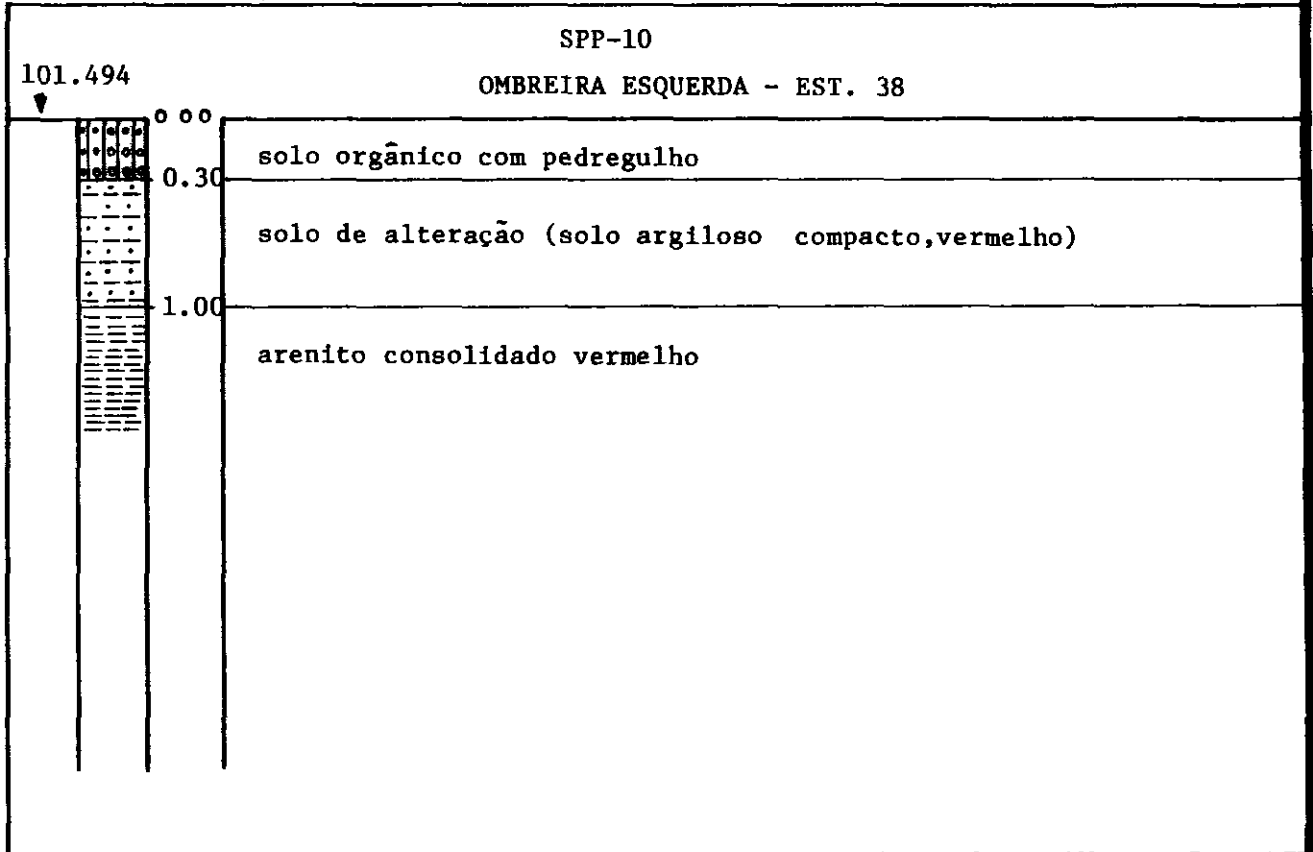 SPP-10
101.494
OMBREIRA ESQUERDA - EST. 38
0 00
solo orgânico com pedregulho
0.30
solo de alteração (solo argiloso compacto,vermelho)
1.00
arenito consolidado vermelho